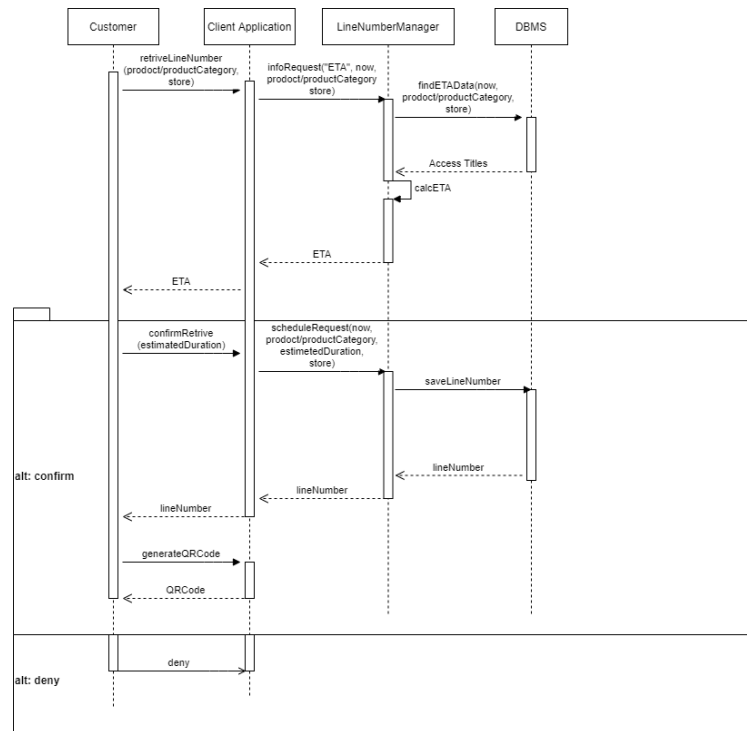 Customer
Client Application
LineNumberManager
DBMS
retriveLineNumber
(prodoct/productCategory,
store)
infoRequest("ETA", now,
prodoct/productCategory
store)
findETAData(now,
prodoct/productCategory,
store)
Access Titles
calcETA
ETA
ETA
confirmRetrive
(estimatedDuration)
scheduleRequest(now,
prodoct/productCategory,
estimetedDuration,
store)
saveLineNumber
alt: confirm
lineNumber
lineNumber
lineNumber
generateQRCode
QRCode
deny
alt: deny